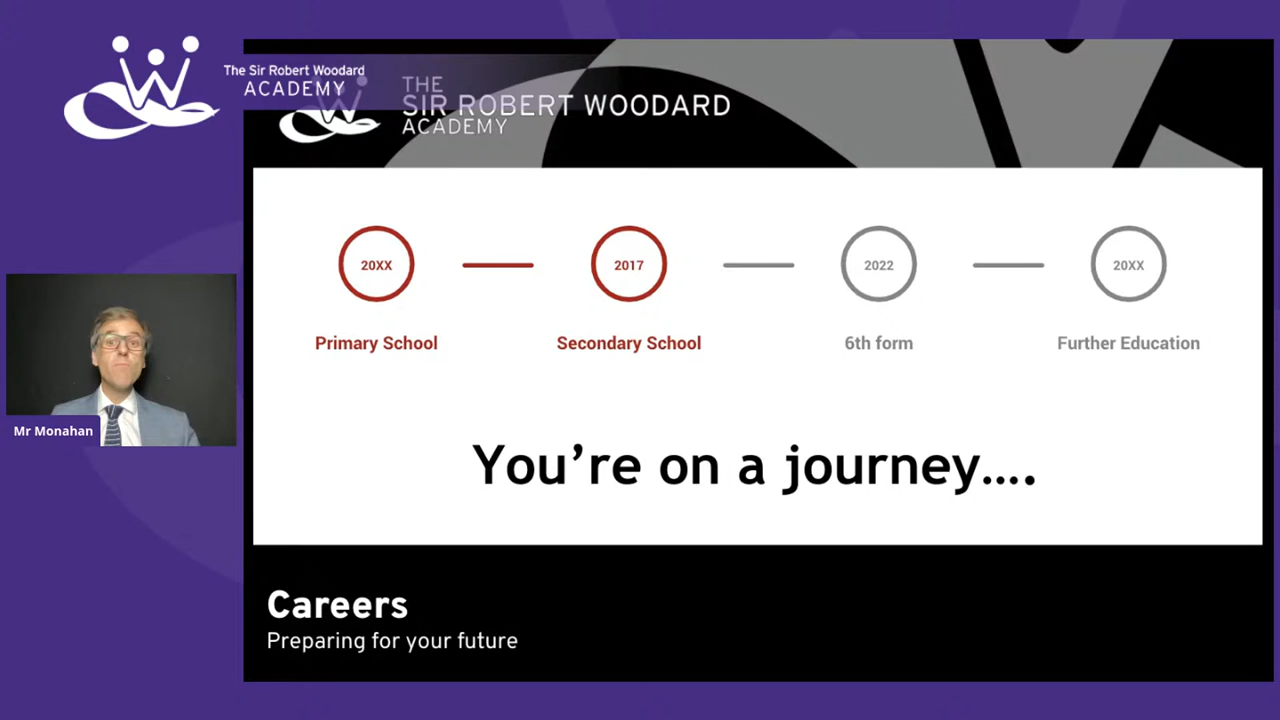 The Sir Robert Woodard
ACADEMY
THE
SIR ROBERT WOODARD
ACADEMY
20XX
2017
2022
20XX
Primary School
Secondary School
6th form
Further Education
Mr Monahan
You’re on a journey....
Careers
Preparing for your future